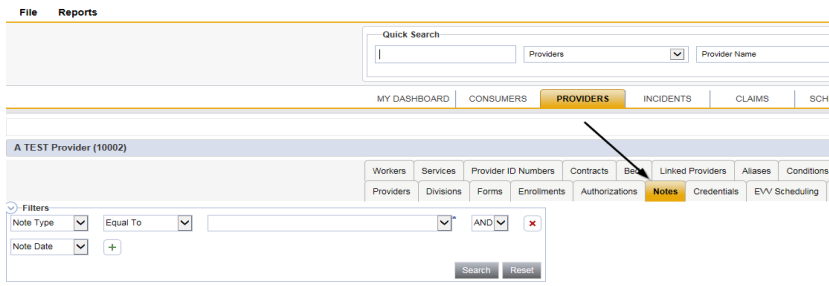 File Reports
Quick Search
Providers Provider Name
MY DASHBOARD CONSUMERS PROVIDERS INCIDENTS CLAIMS SCH
A TEST Provider (10002)
Workers Services Provider ID Numbers Contracts Linked Providers Aliases Conditions
Providers Divisions Forms Enrollments Authorizations Notes Credentials EVV Scheduling
Filters
Note Type Equal To AND
Note Date
Search Reset